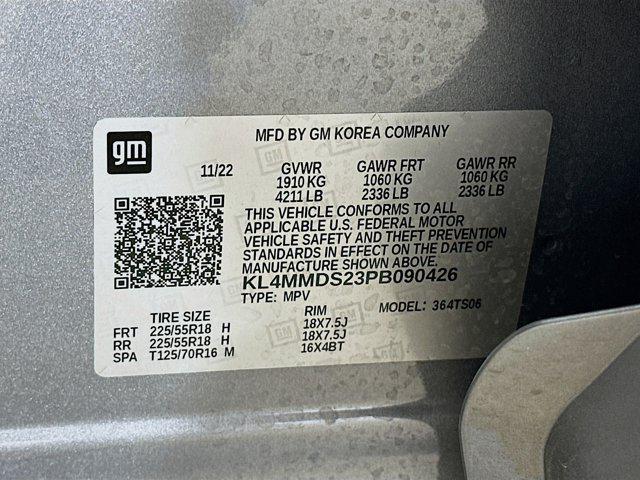 gm
MFD BY GM KOREA COMPANY
11/22 GVWR GAWR FRT GAWR RR
1910 KG 1060 KG 1060 KG
4211 LB 2336 LB 2336 LB
THIS VEHICLE CONFORMS TO ALL
APPLICABLE U.S. FEDERAL MOTOR
VEHICLE SAFETY AND THEFT PREVENTION
STANDARDS IN EFFECT ON THE DATE OF
MANUFACTURE SHOWN ABOVE.
KL4MMDS23PB090426
TYPE: MPV MODEL: 364TS06
TIRE SIZE RIM
FRT 225/55R18 H 18X7.5J
RR 225/55R18 H 18X7.5J
SPA T125/70R16 M 16X4BT